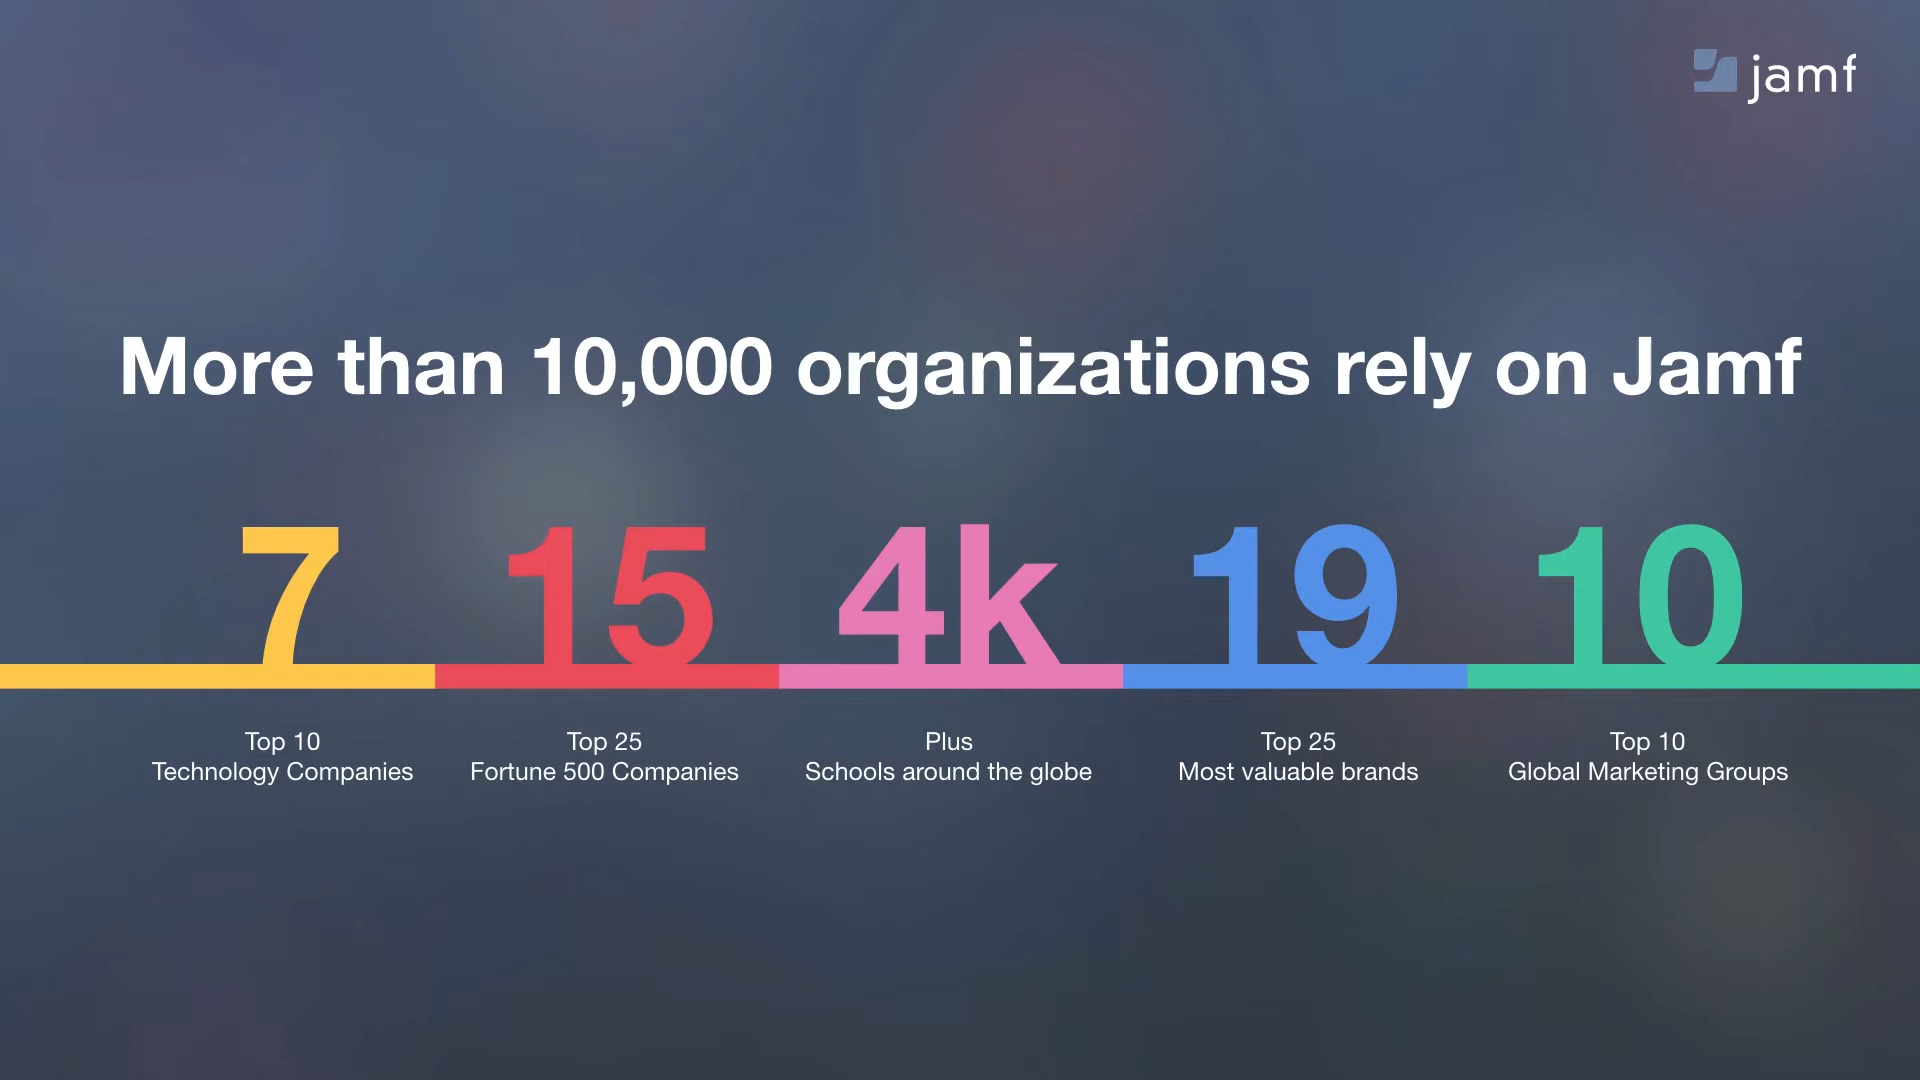 jamf
More than 10,000 organizations rely on Jamf
7
15
4k
19
10
Top 10
Technology Companies
Top 25
Fortune 500 Companies
Plus
Schools around the globe
Top 25
Most valuable brands
Top 10
Global Marketing Groups